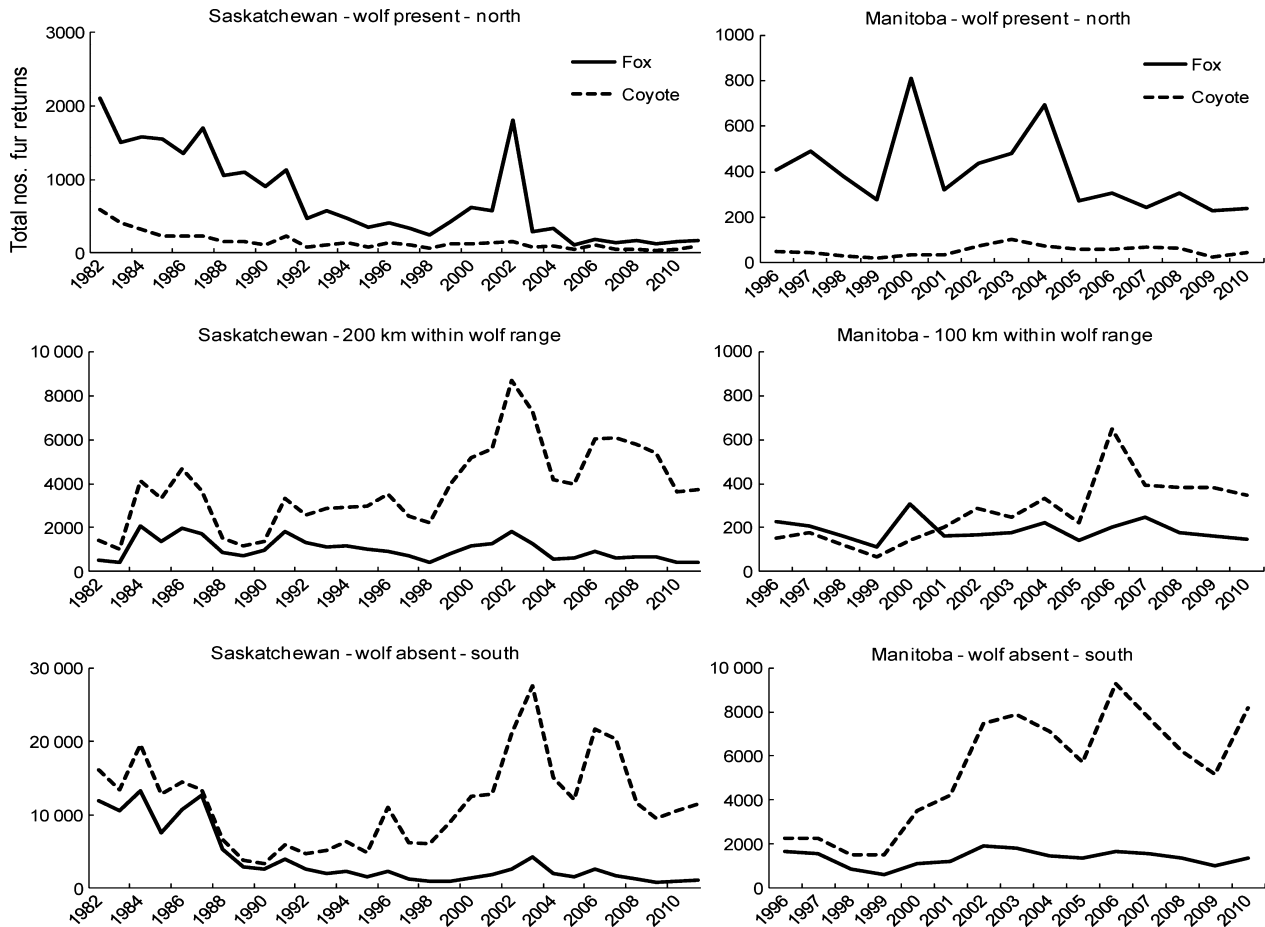 Saskatchewan - wolf present - north
3000
2000
1000
0
Total nos. fur returns
Fox
Coyote
1982 1984 1986 1988 1990 1992 1994 1996 1998 2000 2002 2004 2006 2008 2010
Manitoba - wolf present - north
1000
800
600
400
200
0
Fox
Coyote
1996 1997 1998 1999 2000 2001 2002 2003 2004 2005 2006 2007 2008 2009 2010
Saskatchewan - 200 km within wolf range
10 000
8000
6000
4000
2000
0
1982 1984 1986 1988 1990 1992 1994 1996 1998 2000 2002 2004 2006 2008 2010
Manitoba - 100 km within wolf range
1000
800
600
400
200
0
1996 1997 1998 1999 2000 2001 2002 2003 2004 2005 2006 2007 2008 2009 2010
Saskatchewan - wolf absent - south
30 000
20 000
10 000
0
1982 1984 1986 1988 1990 1992 1994 1996 1998 2000 2002 2004 2006 2008 2010
Manitoba - wolf absent - south
10 000
8000
6000
4000
2000
0
1996 1997 1998 1999 2000 2001 2002 2003 2004 2005 2006 2007 2008 2009 2010